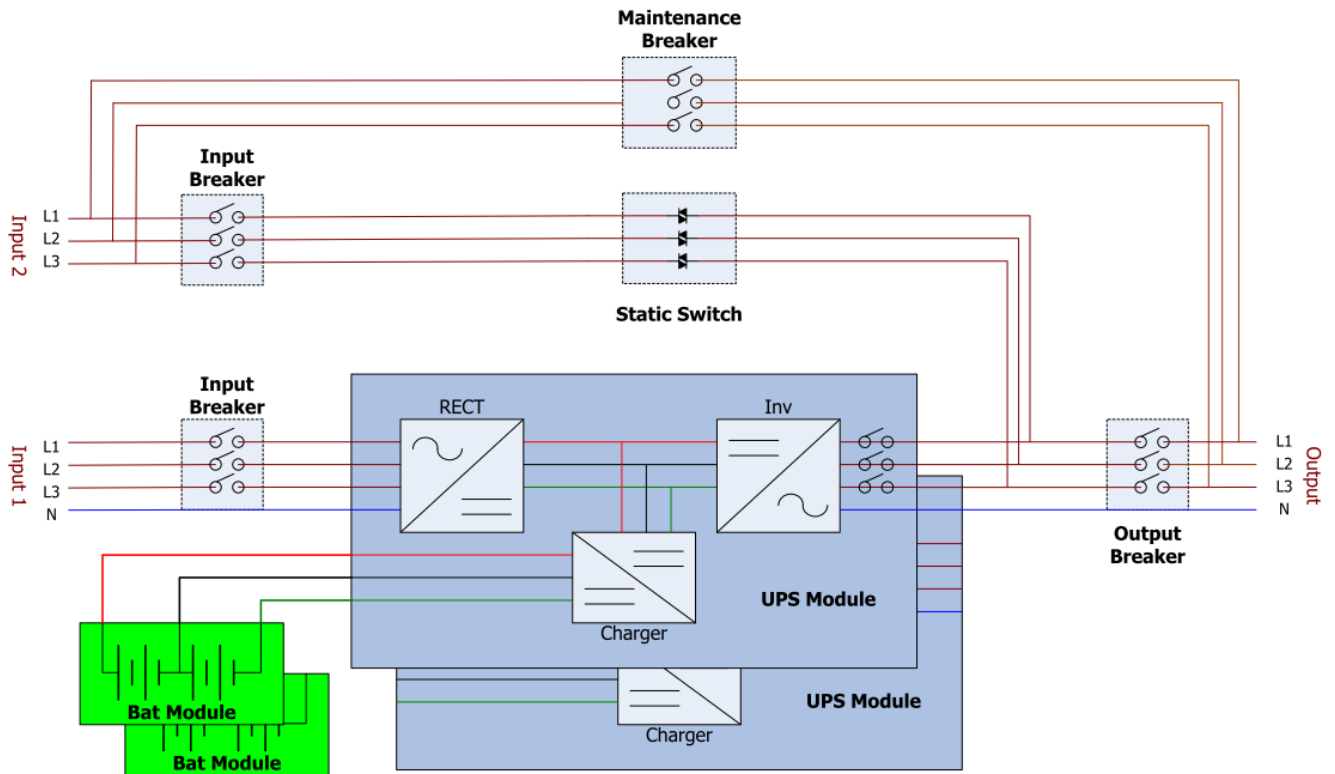 Maintenance
Breaker
Input
Breaker
Input 2
L1
L2
L3
Static Switch
Input
Breaker
RECT
Inv
Input 1
L1
L2
L3
N
L1
L2
L3
N
Output
Output
Breaker
UPS Module
Charger
UPS Module
Charger
Bat Module
Bat Module